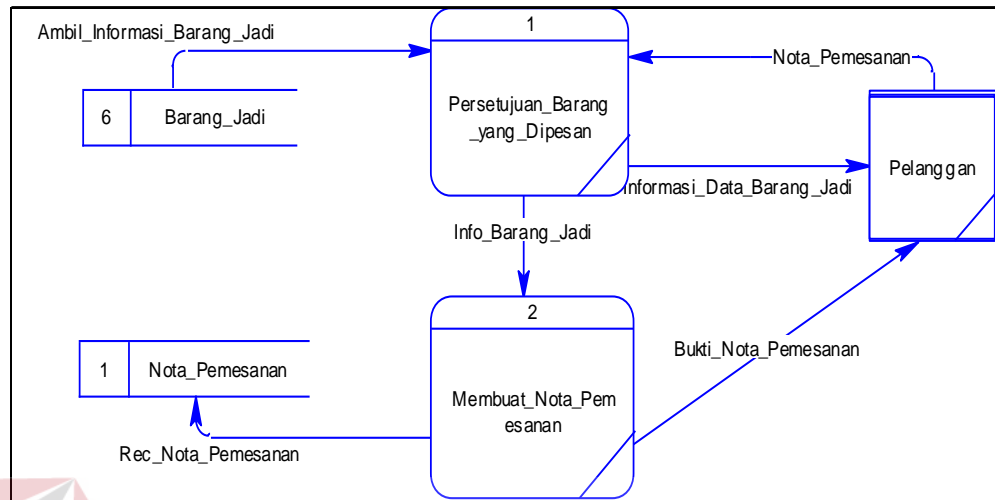 Ambil_Informasi_Barang_Jadi
1
Nota_Pemesanan
6 Barang_Jadi
Persetujuan_Barang
_yang_Dipesan
Pelanggan
Informasi_Data_Barang_Jadi
Info_Barang_Jadi
2
Bukti_Nota_Pemesanan
1 Nota_Pemesanan
Membuat_Nota_Pem
esanan
Rec_Nota_Pemesanan